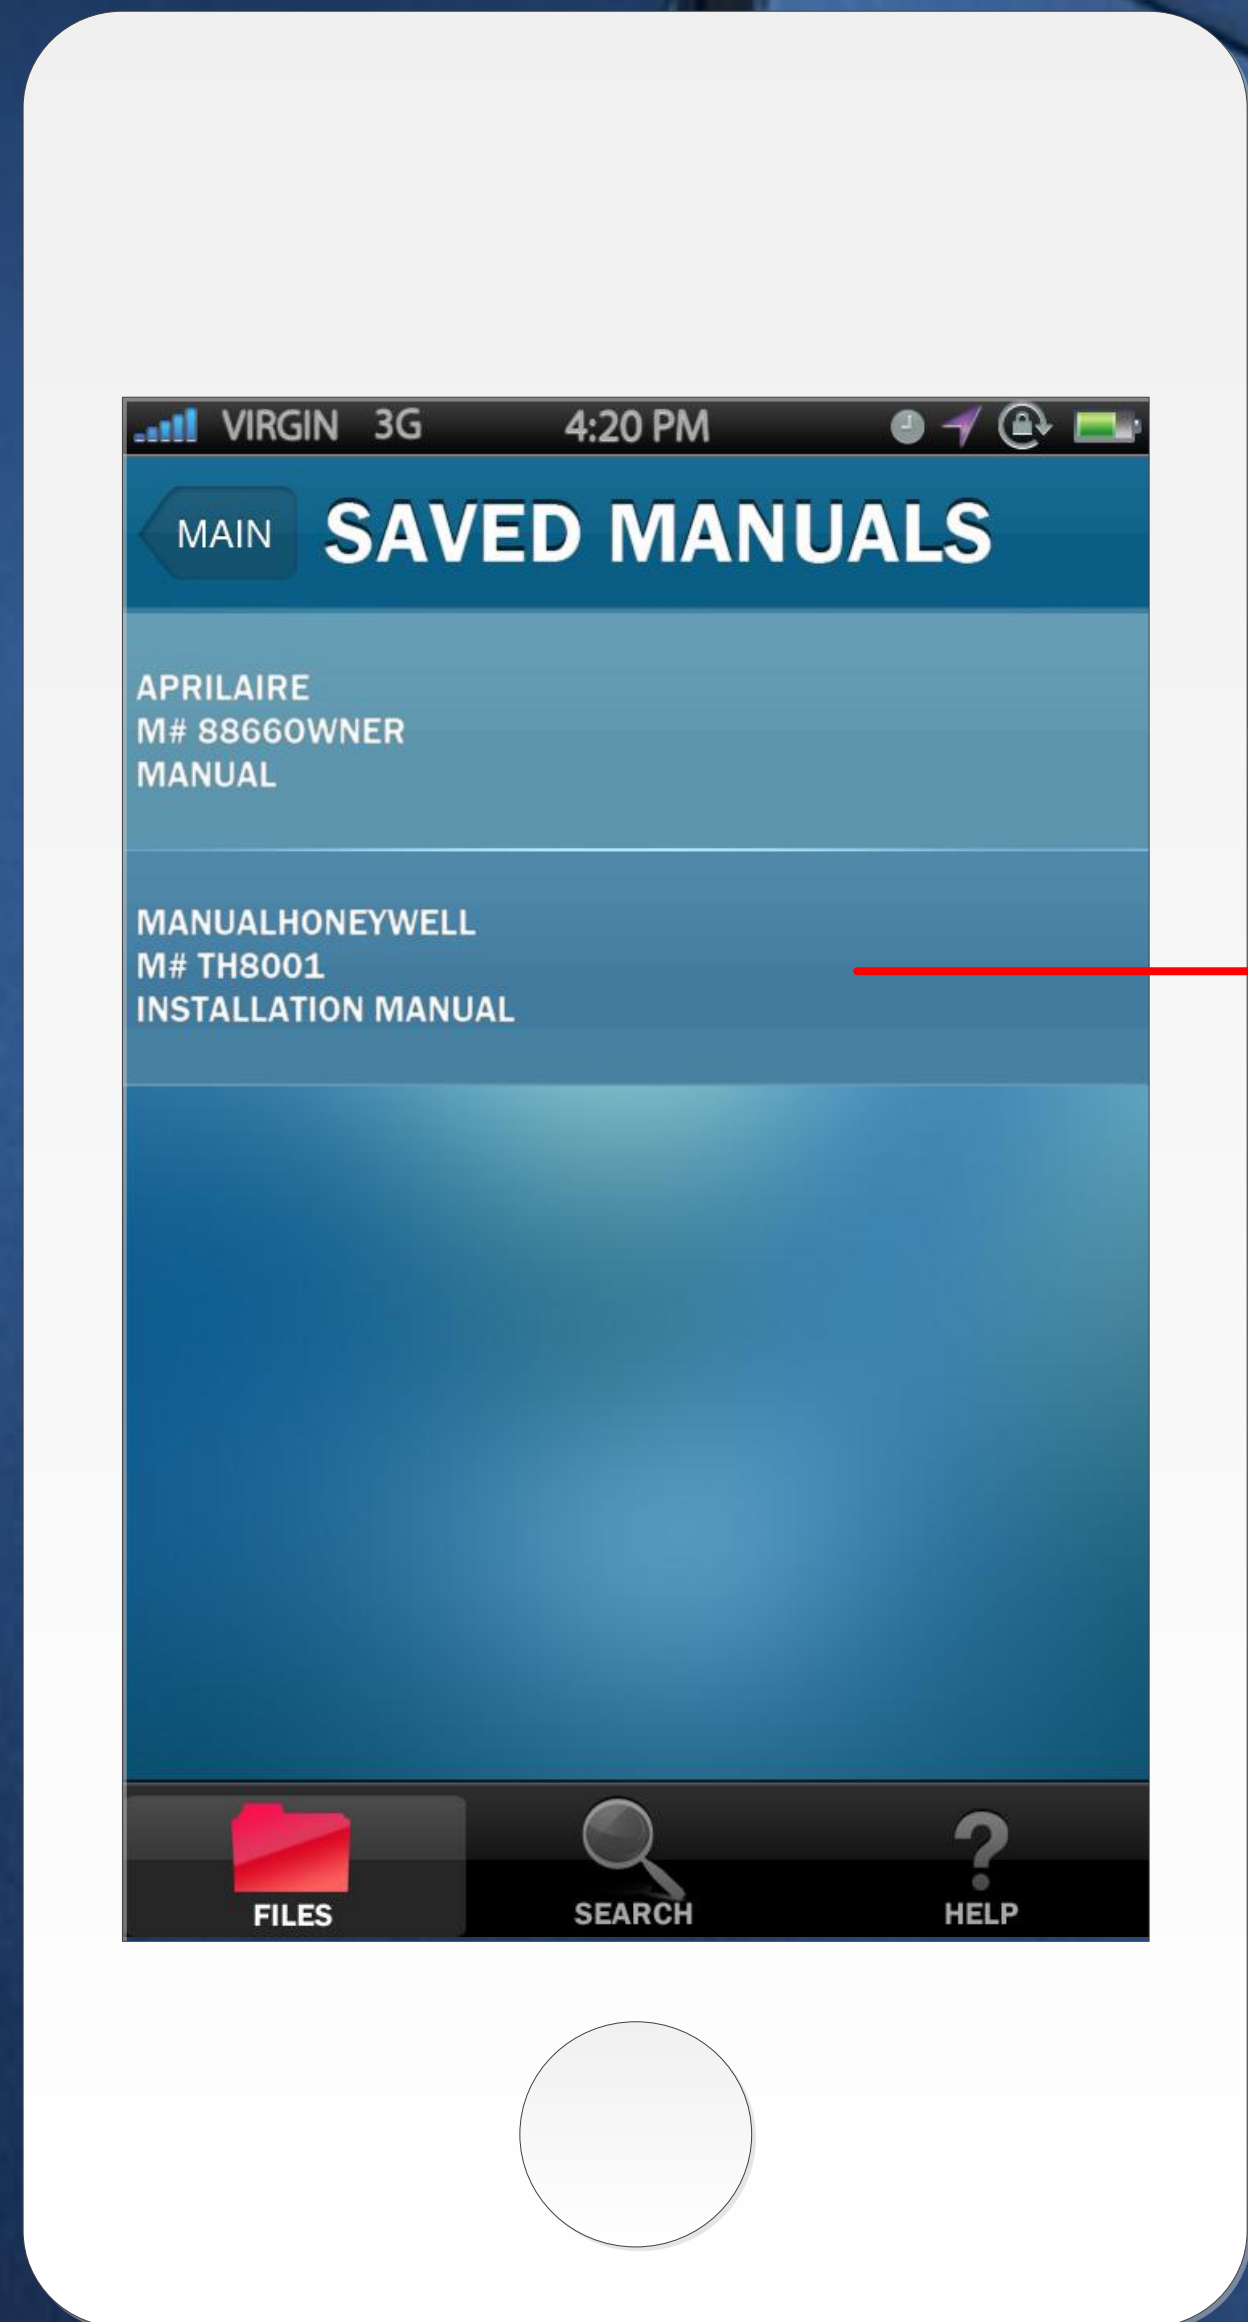 VIRGIN 3G 4:20 PM
MAIN SAVED MANUALS
APRILAIRE
M# 8866OWNER
MANUAL
MANUALHONEYWELL
M# TH8001
INSTALLATION MANUAL
FILES SEARCH HELP